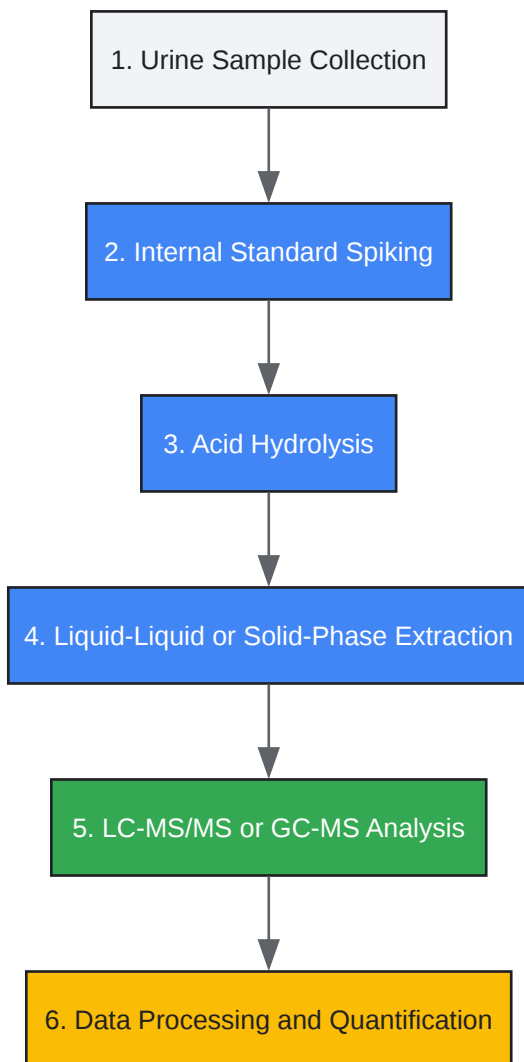 1. Urine Sample Collection
2. Internal Standard Spiking
3. Acid Hydrolysis
4. Liquid-Liquid or Solid-Phase Extraction
5. LC-MS/MS or GC-MS Analysis
6. Data Processing and Quantification